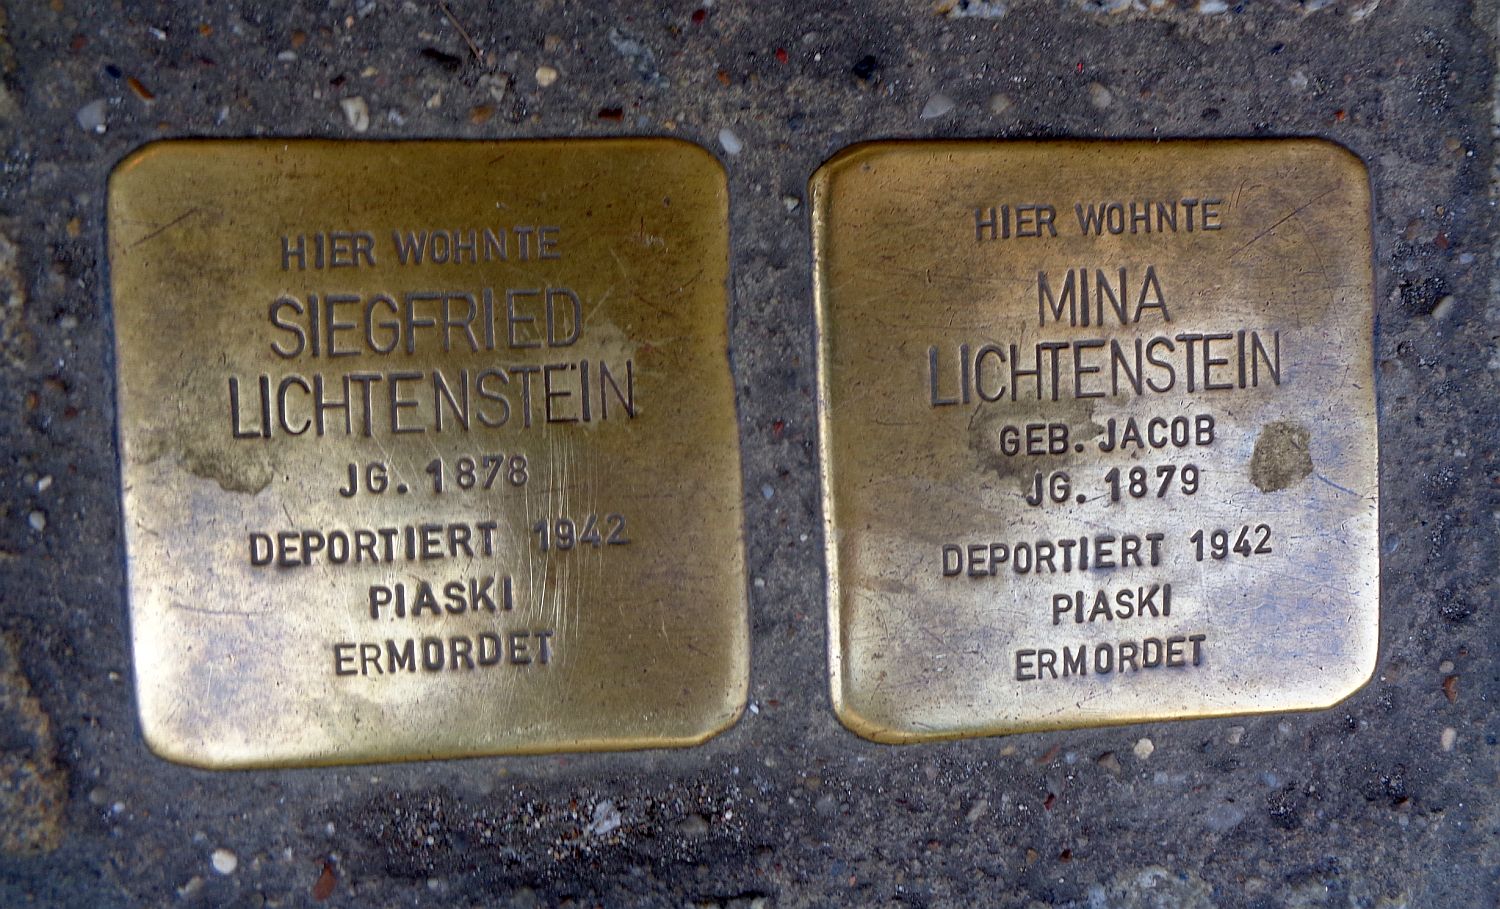 HIER WOHNTE
SIEGFRIED
LICHTENSTEIN
JG. 1878
DEPORTIERT 1942
PIASKI
ERMORDET
HIER WOHNTE
MINA
LICHTENSTEIN
GEB. JACOB
JG. 1879
DEPORTIERT 1942
PIASKI
ERMORDET